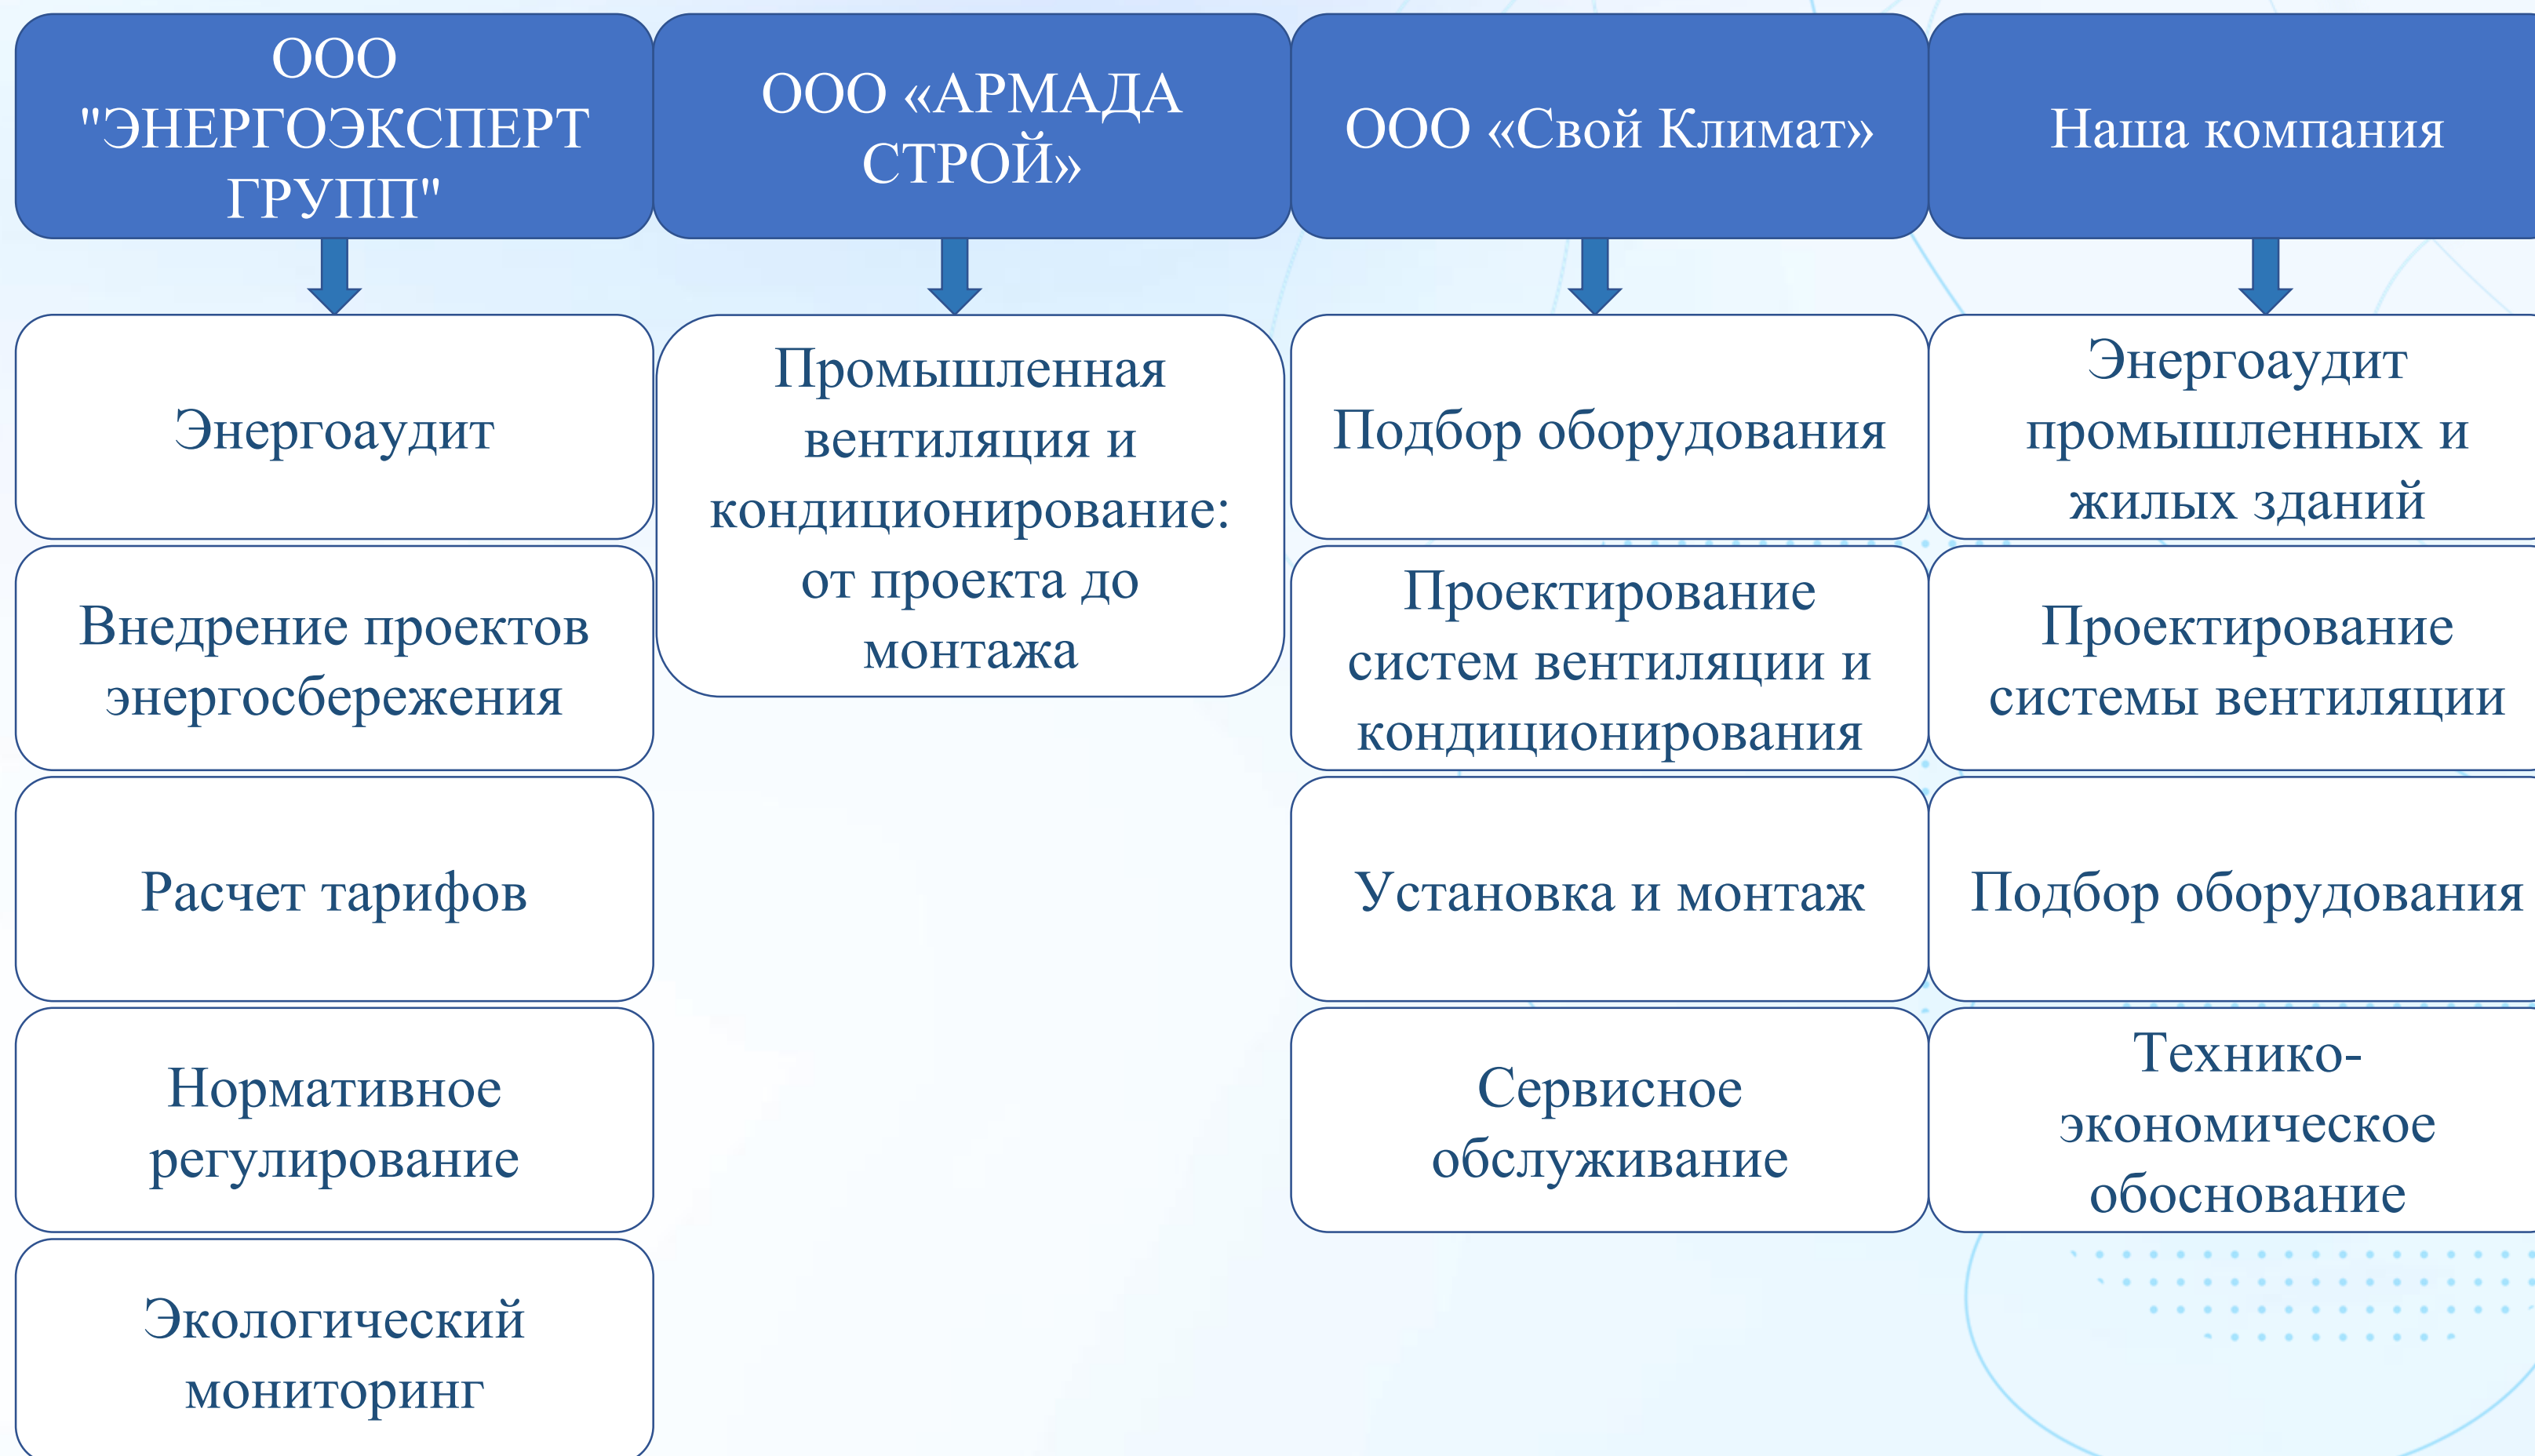 ООО
"ЭНЕРГОЭКСПЕРТ
ГРУПП"
Энергоаудит
Внедрение проектов
энергосбережения
Расчет тарифов
Нормативное
регулирование
Экологический
мониторинг
ООО «АРМАДА
СТРОЙ»
Промышленная
вентиляция и
кондиционирование:
от проекта до
монтажа
ООО «Свой Климат»
Подбор оборудования
Проектирование
систем вентиляции и
кондиционирования
Установка и монтаж
Сервисное
обслуживание
Наша компания
Энергоаудит
промышленных и
жилых зданий
Проектирование
системы вентиляции
Подбор оборудования
Технико-
экономическое
обоснование